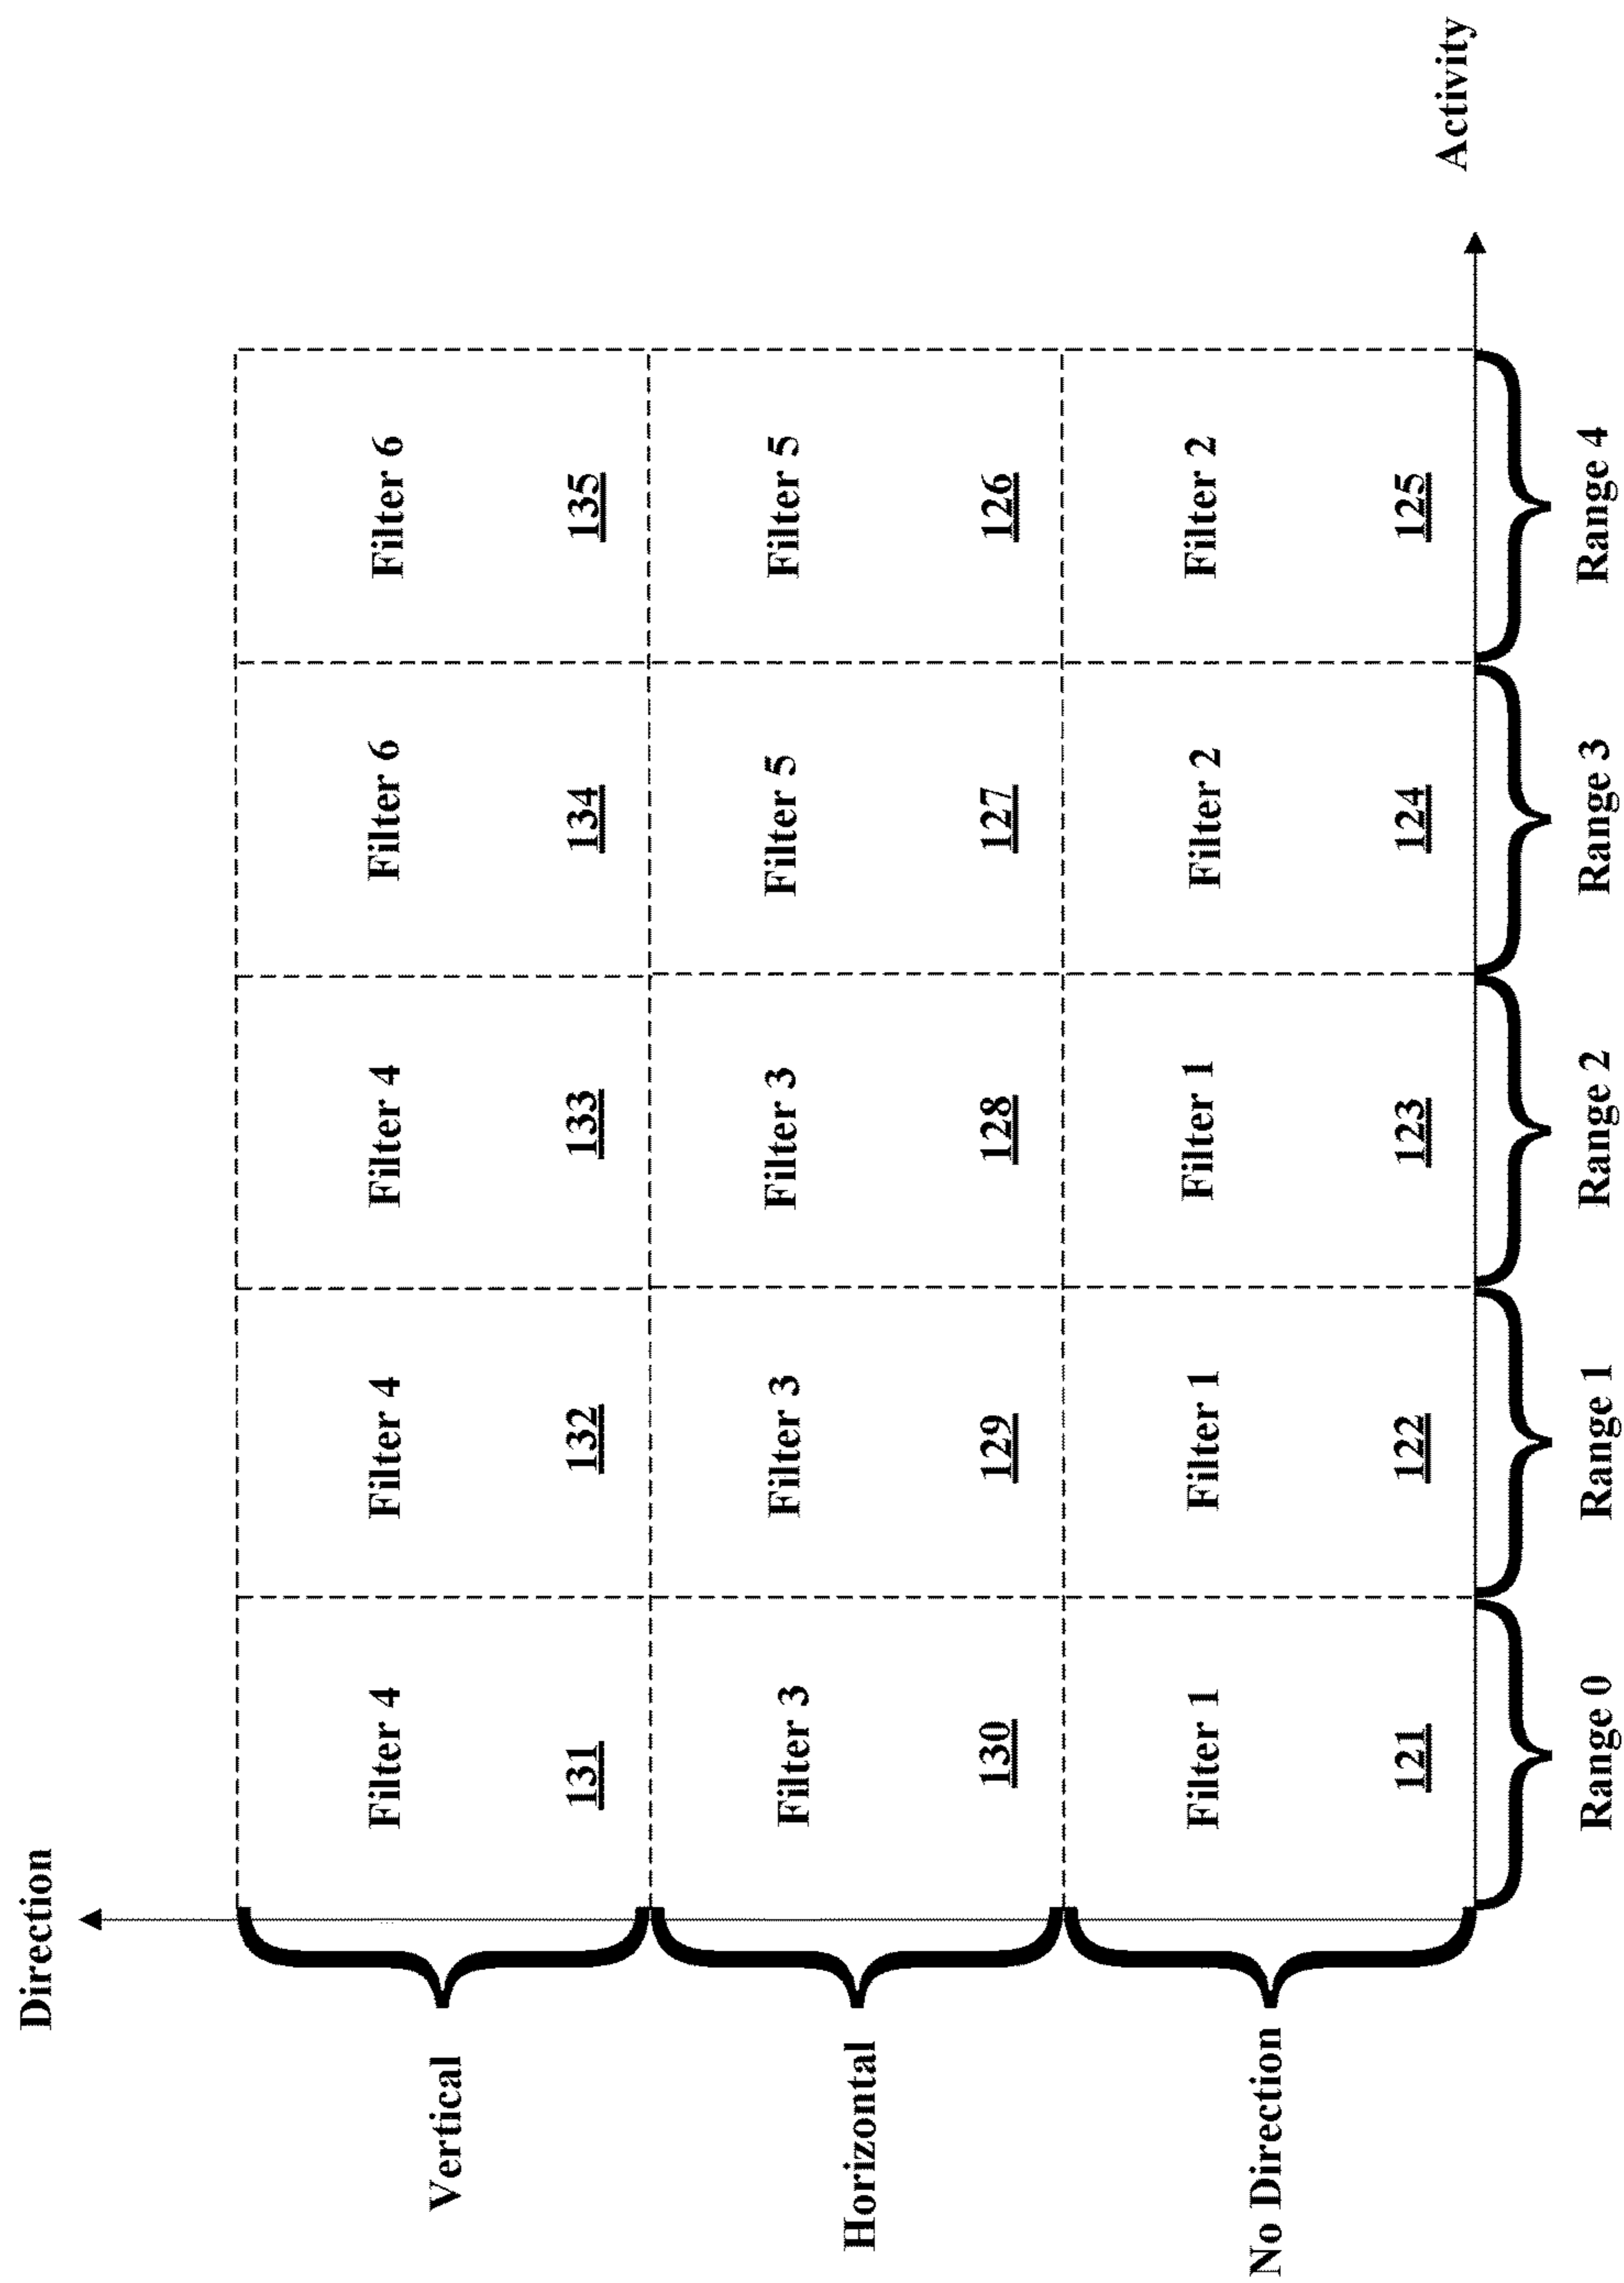 Direction
Vertical
Filter 4
Filter 4
Filter 4
Filter 6
Filter 6
131
132
133
134
135
Horizontal
Filter 3
Filter 3
Filter 3
Filter 5
Filter 5
130
129
128
127
126
No Direction
Filter 1
Filter 1
Filter 1
Filter 2
Filter 2
121
122
123
124
125
Activity
Range 0
Range 1
Range 2
Range 3
Range 4